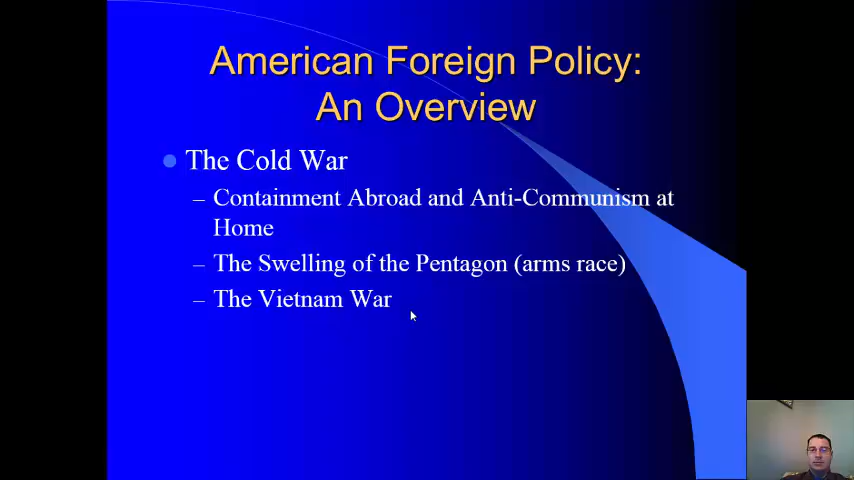 American Foreign Policy:
An Overview
The Cold War
– Containment Abroad and Anti-Communism at
Home
– The Swelling of the Pentagon (arms race)
– The Vietnam War